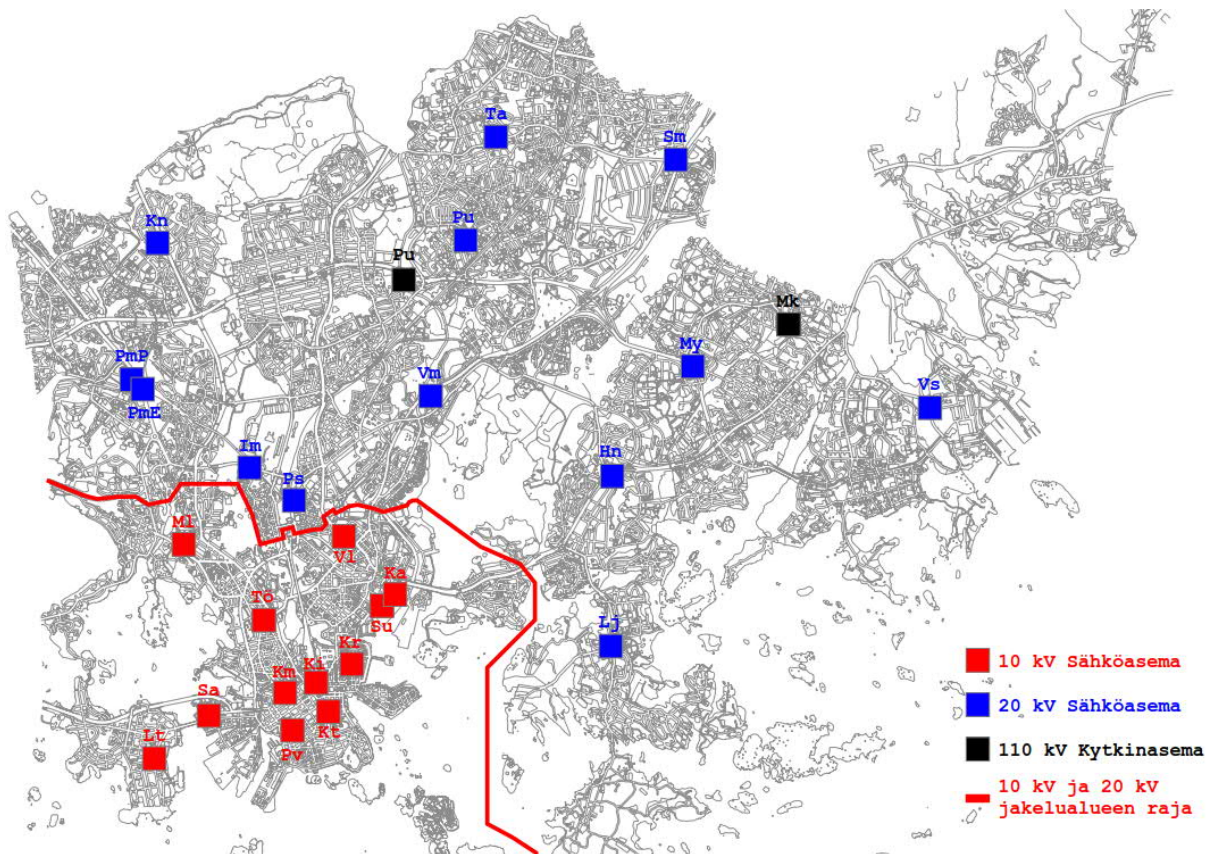 Ta
Sm
Kn
Pu
Pu
Mk
PmP
My
PmE
Vm
Vs
Im
Hn
Ps
Ml
Vl
Ka
To
Su
Lj
Kr
Km
Ki
Sa
Kt
Lt
Pv
10 kV Sähköasema
20 kV Sähköasema
110 kV Kytkinasema
10 kV ja 20 kV
jakelualueen raja